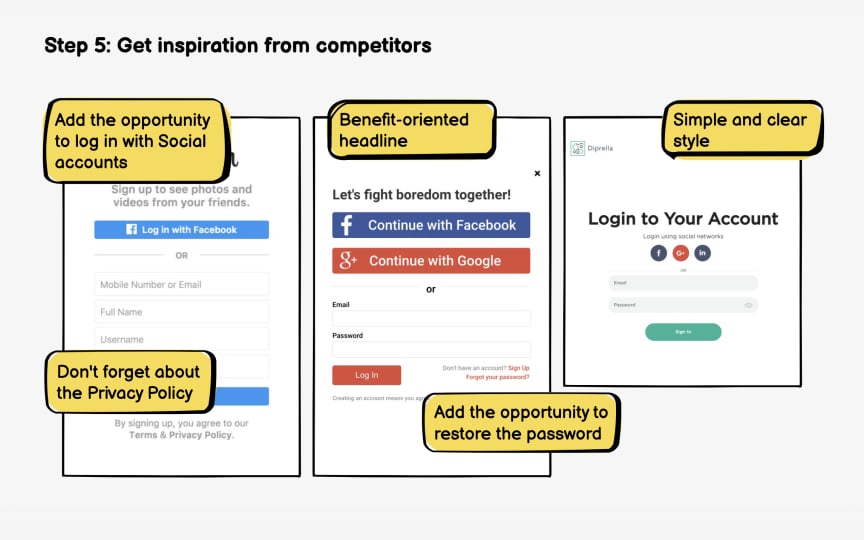 Step 5: Get inspiration from competitors
Add the opportunity
to log in with Social
accounts
Sign up to see photos and
videos from your friends.
Log in with Facebook
OR
Mobile Number or Email
Full Name
Username
Don't forget about
the Privacy Policy
By signing up, you agree to our
Terms & Privacy Policy.
Benefit-oriented
headline
Let's fight boredom together!
Continue with Facebook
Continue with Google
or
Email
Password
Log In
Don't have an account? Sign Up
Forgot your password?
Creating an account means you
Add the opportunity to
restore the password
Simple and clear
style
Diprella
Login to Your Account
Login using social networks
f
G+
in
OR
Email
Password
Sign In